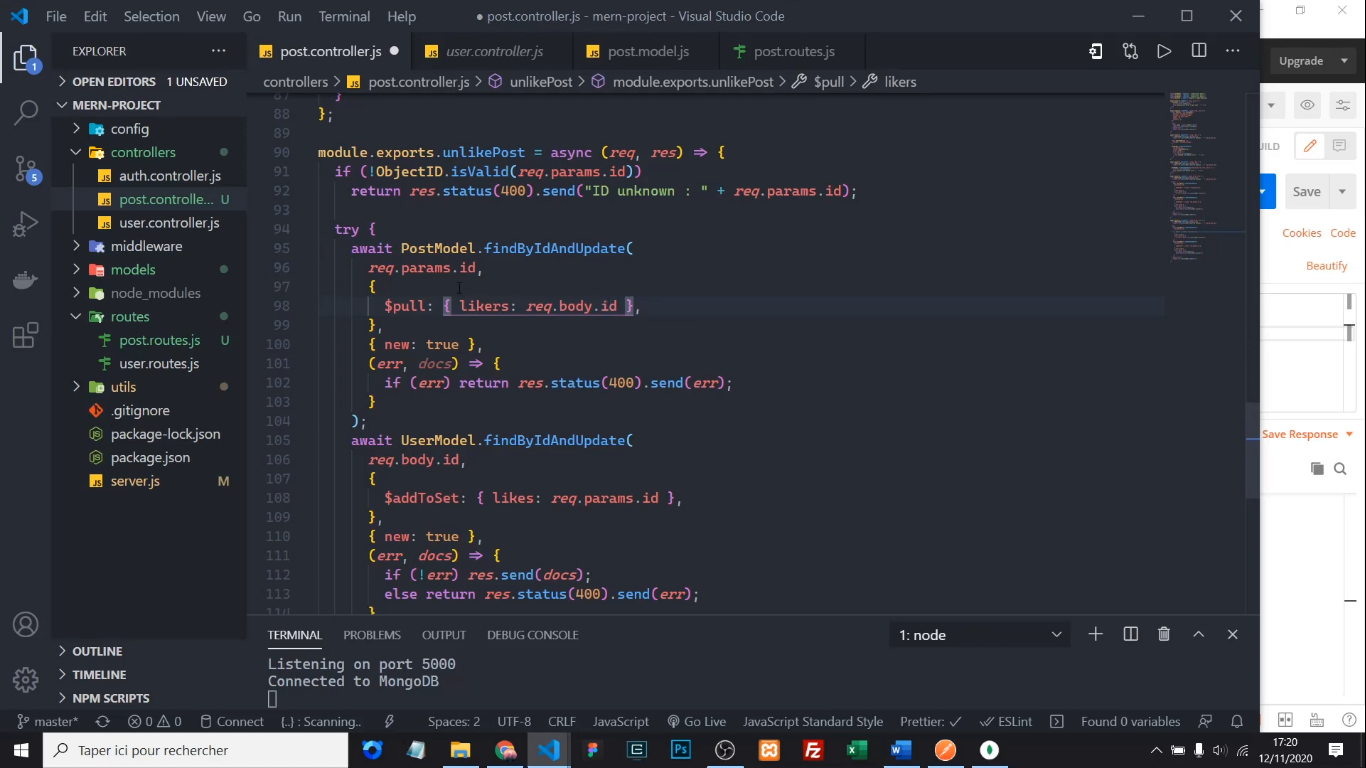 File Edit Selection View Go Run Terminal Help
● post.controller.js - mern-project - Visual Studio Code
EXPLORER
post.controller.js
user.controller.js
post.model.js
post.routes.js
Upgrade
OPEN EDITORS 1 UNSAVED
controllers > post.controller.js > unlikePost > module.exports.unlikePost > $pull > likers
MERN-PROJECT
config
controllers
auth.controller.js
post.controlle... U
user.controller.js
middleware
models
node_modules
routes
post.routes.js U
user.routes.js
utils
.gitignore
package-lock.json
package.json
server.js M
OUTLINE
TIMELINE
NPM SCRIPTS
1
5
87 }
88 };
89
90 module.exports.unlikePost = async (req, res) => {
91 if (!ObjectID.isValid(req.params.id))
92 return res.status(400).send("ID unknown : " + req.params.id);
93
94 try {
95 await PostModel.findByIdAndUpdate(
96 req.params.id,
97 {
98 $pull: { likers: req.body.id },
99 },
100 { new: true },
101 (err, docs) => {
102 if (err) return res.status(400).send(err);
103 }
104 );
105 await UserModel.findByIdAndUpdate(
106 req.body.id,
107 {
108 $addToSet: { likes: req.params.id },
109 },
110 { new: true },
111 (err, docs) => {
112 if (!err) res.send(docs);
113 else return res.status(400).send(err);
114 }
TERMINAL PROBLEMS OUTPUT DEBUG CONSOLE
1: node
Listening on port 5000
Connected to MongoDB
UILD
Save
Cookies Code
Beautify
Save Response
master* 0 0 Connect {..} : Scanning.. Spaces: 2 UTF-8 CRLF JavaScript Go Live JavaScript Standard Style Prettier: ✓ ESLint Found 0 variables
Taper ici pour rechercher
17:20
12/11/2020